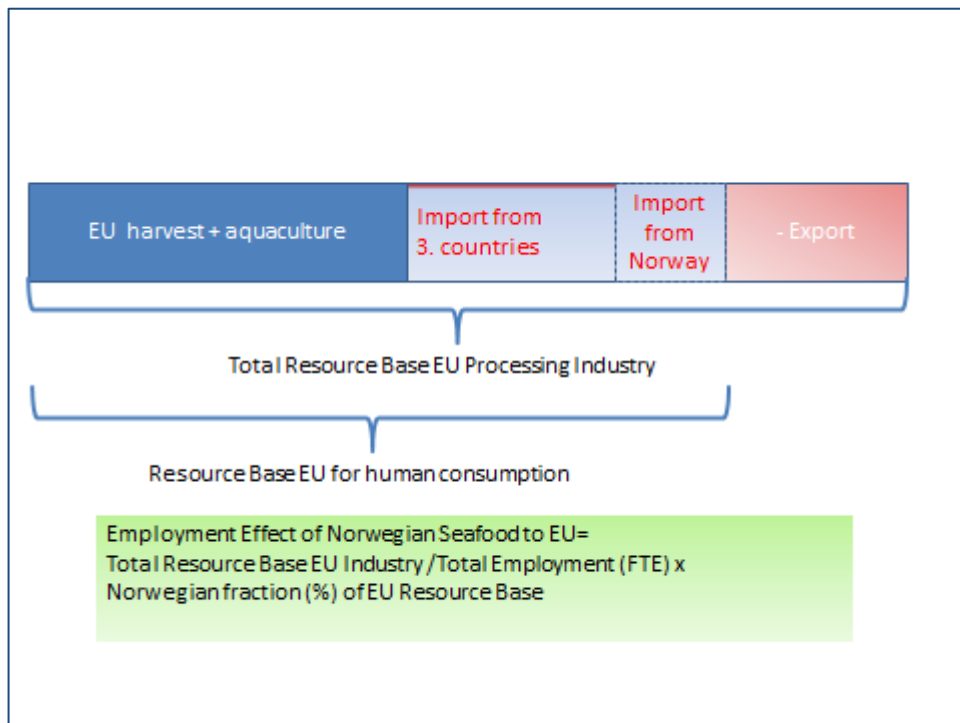 EU harvest + aquaculture
Import from
3. countries
Import
from
Norway
- Export
Total Resource Base EU Processing Industry
Resource Base EU for human consumption
Employment Effect of Norwegian Seafood to EU=
Total Resource Base EU Industry /Total Employment (FTE) x
Norwegian fraction (%) of EU Resource Base